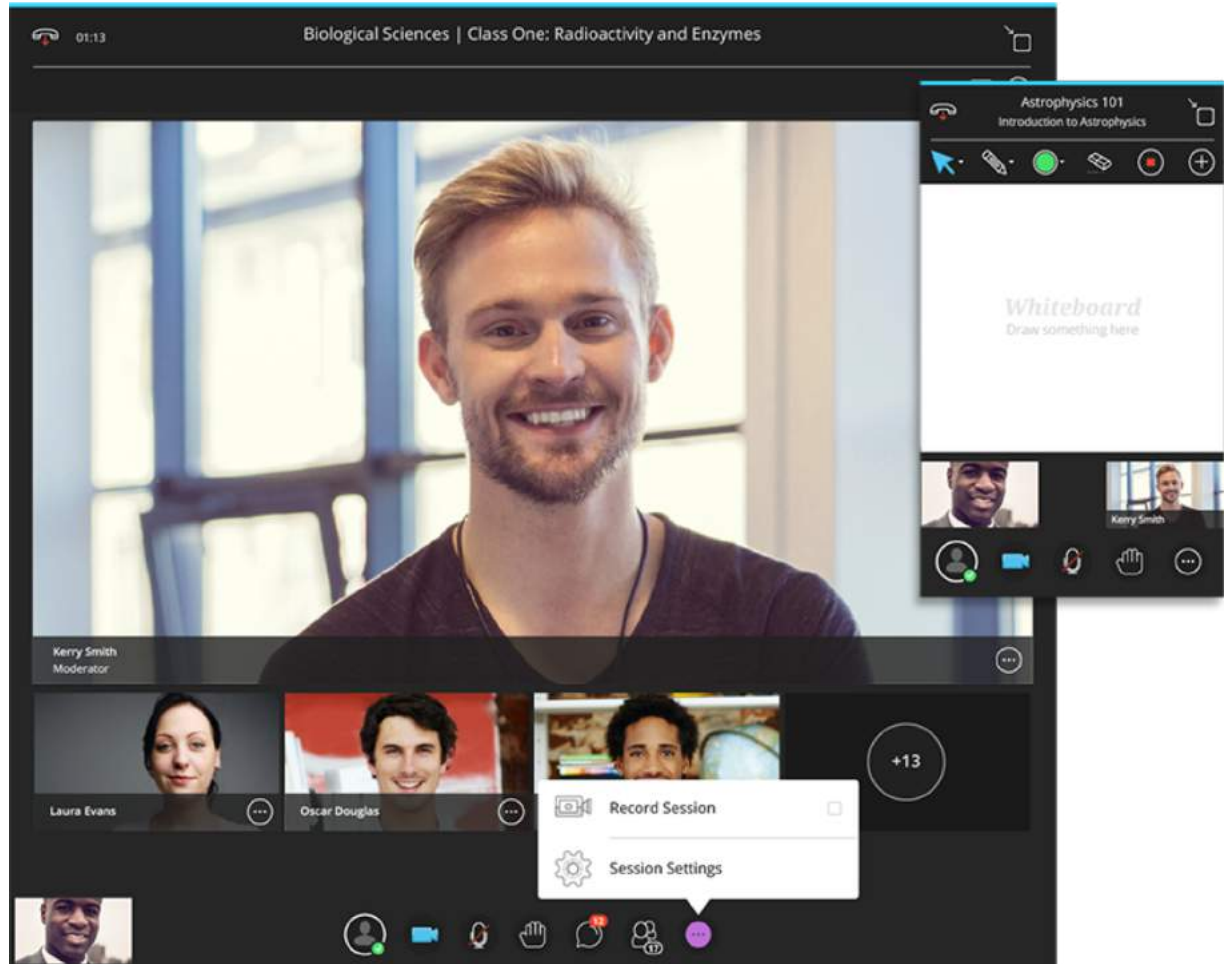 01:13
Biological Sciences | Class One: Radioactivity and Enzymes
Astrophysics 101
Introduction to Astrophysics
Whiteboard
Draw something here
Kerry Smith
Kerry Smith
Moderator
Laura Evans
Oscar Douglas
+13
Record Session
Session Settings
12
17